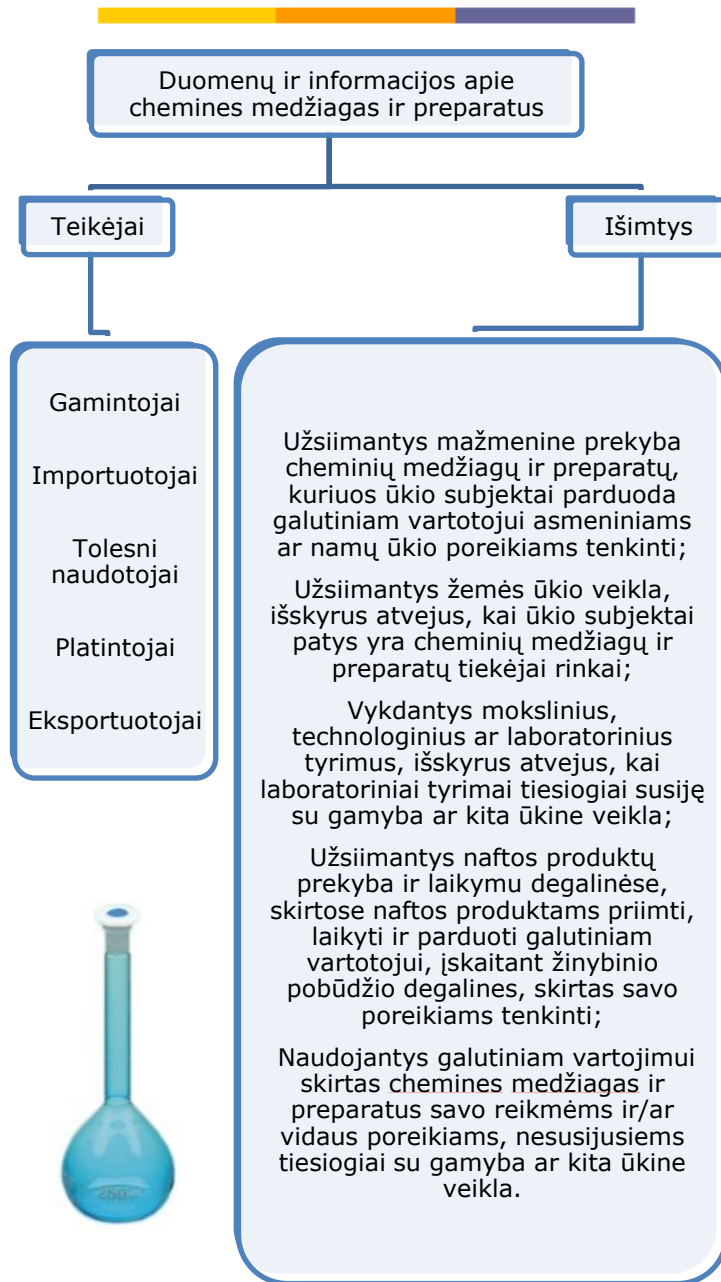 Duomenų ir informacijos apie
chemines medžiagas ir preparatus
Teikėjai
Išimtys
Gamintojai
Importuotojai
Tolesni
naudotojai
Platintojai
Eksportuotojai
Užsiimantys mažmenine prekyba
cheminių medžiagų ir preparatų,
kuriuos ūkio subjektai parduoda
galutiniam vartotojui asmeniniams
ar namų ūkio poreikiams tenkinti;
Užsiimantys žemės ūkio veikla,
išskyrus atvejus, kai ūkio subjektai
patys yra cheminių medžiagų ir
preparatų tiekėjai rinkai;
Vykdantys mokslinius,
technologinius ar laboratorinius
tyrimus, išskyrus atvejus, kai
laboratoriniai tyrimai tiesiogiai susiję
su gamyba ar kita ūkine veikla;
Užsiimantys naftos produktų
prekyba ir laikymu degalinėse,
skirtose naftos produktams priimti,
laikyti ir parduoti galutiniam
vartotojui, įskaitant žinybinio
pobūdžio degalines, skirtas savo
poreikiams tenkinti;
Naudojantys galutiniam vartojimui
skirtas chemines medžiagas ir
preparatus savo reikmėms ir/ar
vidaus poreikiams, nesusijusiems
tiesiogiai su gamyba ar kita ūkine
veikla.
250